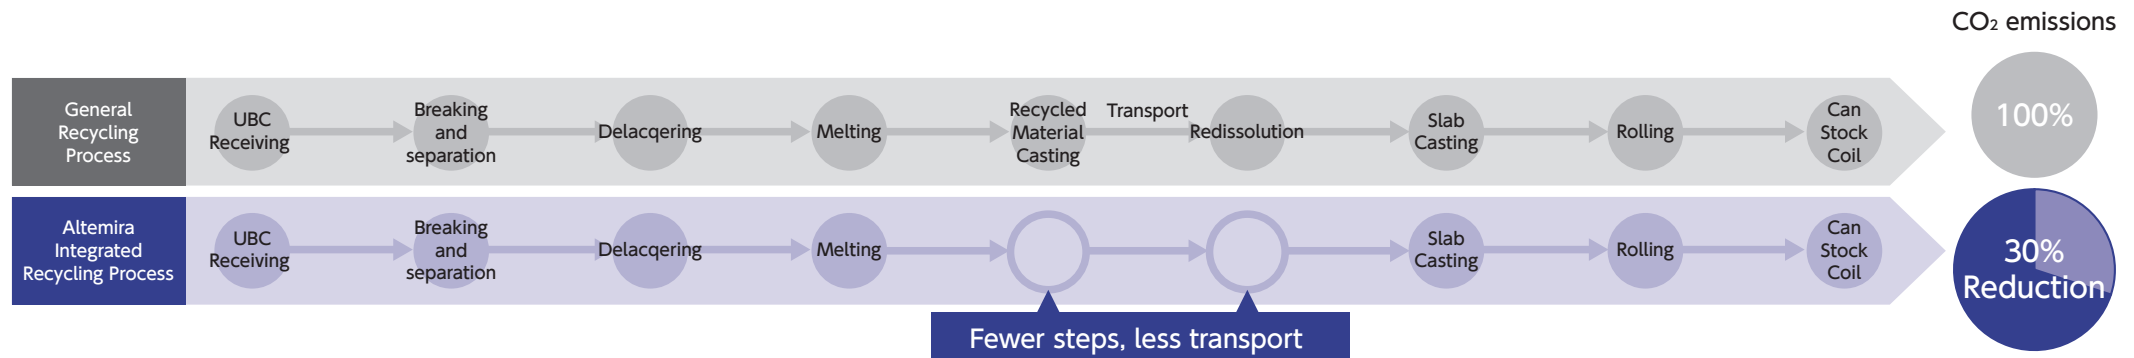 CO₂ emissions
General
Recycling
Process
UBC
Receiving
Breaking
and
separation
Delacqering
Melting
Recycled
Material
Casting
Transport
Redissolution
Slab
Casting
Rolling
Can
Stock
Coil
100%
Altemira
Integrated
Recycling Process
UBC
Receiving
Breaking
and
separation
Delacqering
Melting
Slab
Casting
Rolling
Can
Stock
Coil
30%
Reduction
Fewer steps, less transport